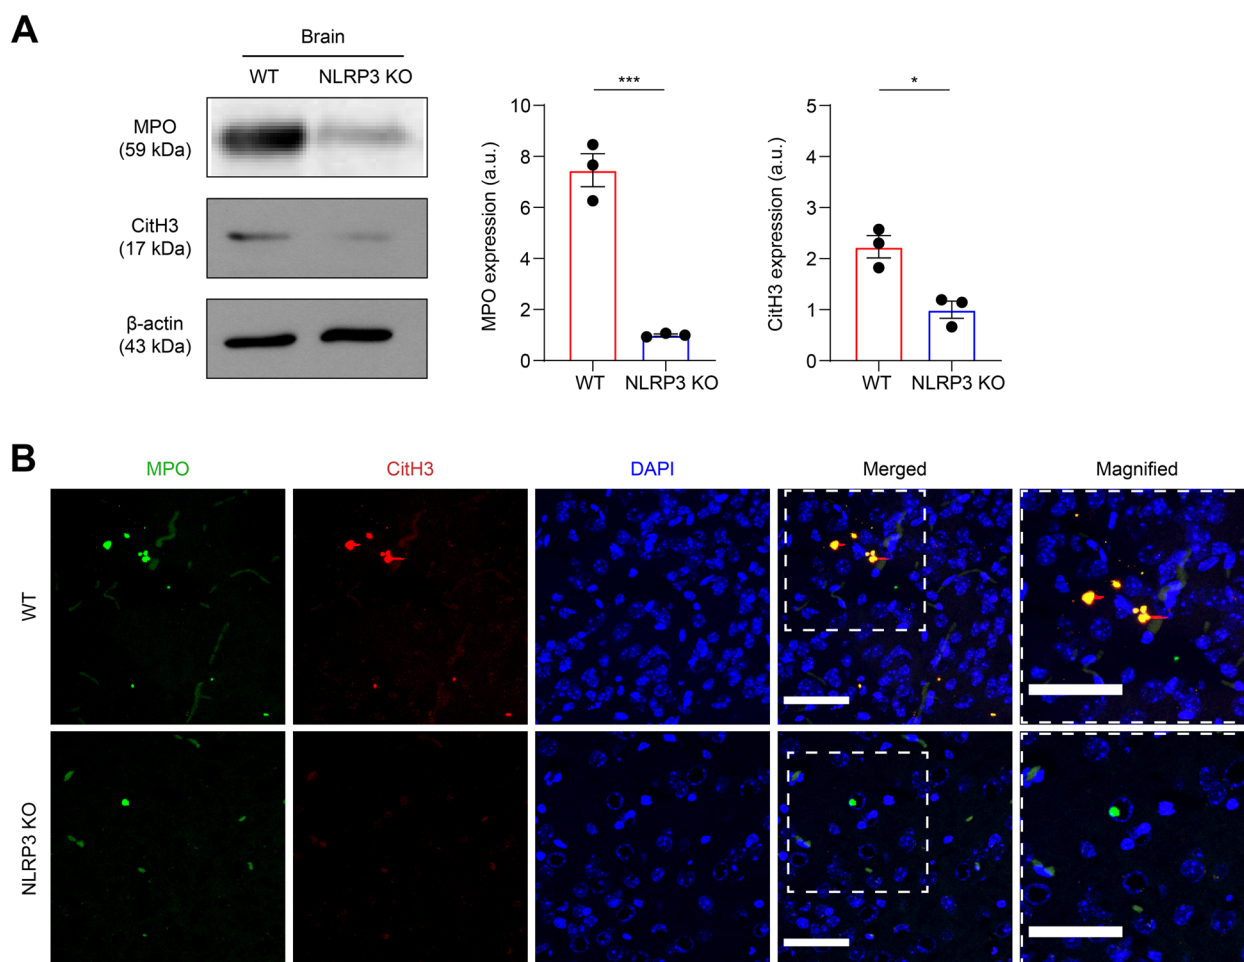 A
Brain
WT
NLRP3 KO
MPO
(59 kDa)
CitH3
(17 kDa)
β-actin
(43 kDa)
MPO expression (a.u.)
10
8
6
4
2
0
***
WT
NLRP3 KO
CitH3 expression (a.u.)
5
4
3
2
1
0
*
WT
NLRP3 KO
B
MPO
CitH3
DAPI
Merged
Magnified
WT
NLRP3 KO